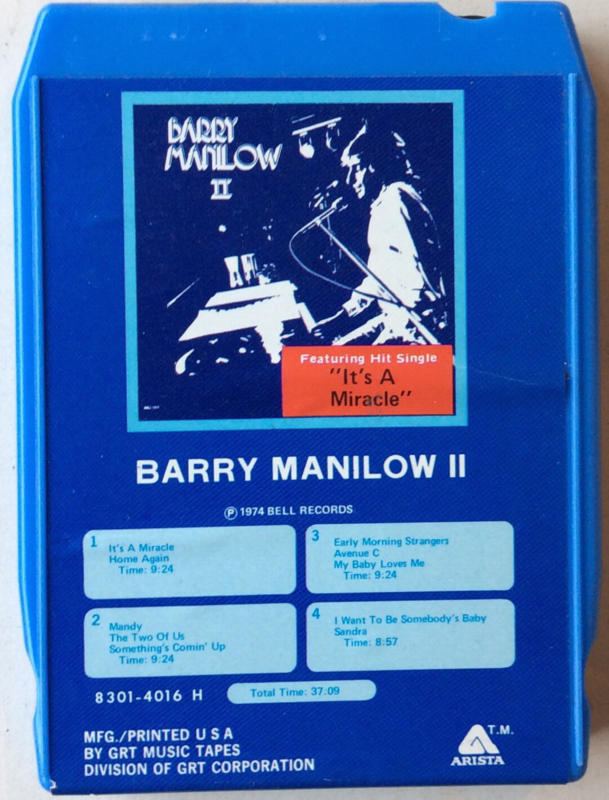 BARRY
MANILOW
II
Featuring Hit Single
"It's A
Miracle"
BARRY MANILOW II
Ⓟ 1974 BELL RECORDS
1
It's A Miracle
Home Again
Time: 9:24
2
Mandy
The Two Of Us
Something's Comin' Up
Time: 9:24
3
Early Morning Strangers
Avenue C
My Baby Loves Me
Time: 9:24
4
I Want To Be Somebody's Baby
Sandra
Time: 8:57
8301-4016 H
Total Time: 37:09
MFG./PRINTED U S A
BY GRT MUSIC TAPES
DIVISION OF GRT CORPORATION
T.M.
ARISTA